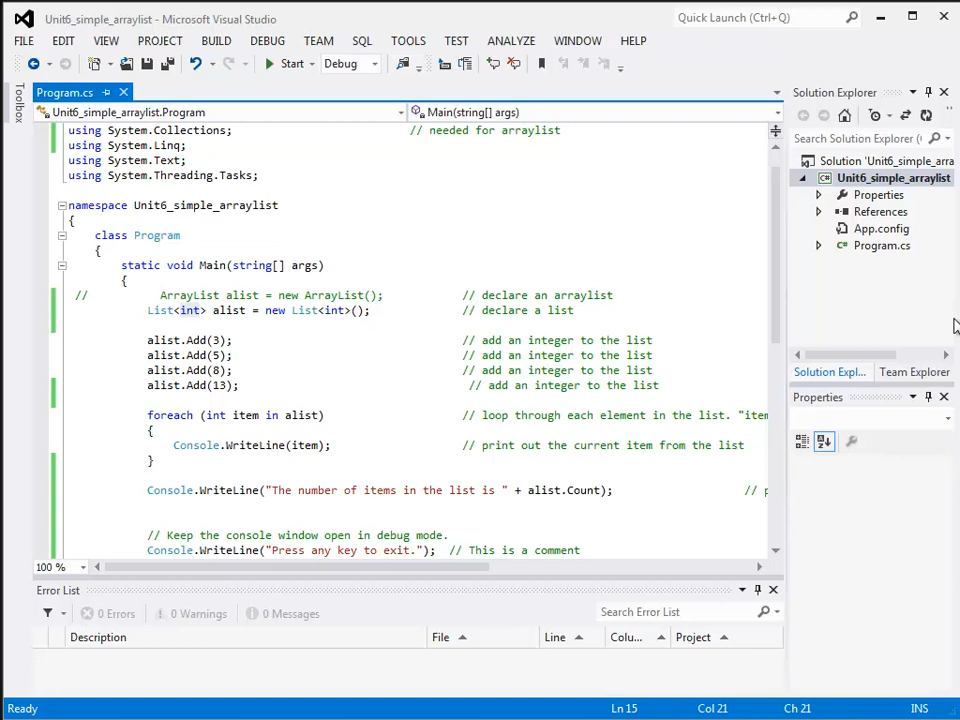 Unit6_simple_arraylist - Microsoft Visual Studio
Quick Launch (Ctrl+Q)
FILE EDIT VIEW PROJECT BUILD DEBUG TEAM SQL TOOLS TEST ANALYZE WINDOW HELP
Start Debug
Toolbox
Program.cs
Unit6_simple_arraylist.Program
Main(string[] args)
using System.Collections; // needed for arraylist
using System.Linq;
using System.Text;
using System.Threading.Tasks;
namespace Unit6_simple_arraylist
{
class Program
{
static void Main(string[] args)
{
// ArrayList alist = new ArrayList(); // declare an arraylist
List<int> alist = new List<int>(); // declare a list
alist.Add(3); // add an integer to the list
alist.Add(5); // add an integer to the list
alist.Add(8); // add an integer to the list
alist.Add(13); // add an integer to the list
foreach (int item in alist) // loop through each element in the list. "item
{
Console.WriteLine(item); // print out the current item from the list
}
Console.WriteLine("The number of items in the list is " + alist.Count); // p
// Keep the console window open in debug mode.
Console.WriteLine("Press any key to exit."); // This is a comment
100 %
Solution Explorer
Search Solution Explorer (
Solution 'Unit6_simple_arra
Unit6_simple_arraylist
Properties
References
App.config
Program.cs
Solution Expl... Team Explorer
Properties
Error List
0 Errors 0 Warnings 0 Messages
Search Error List
Description File Line Colu... Project
Ready Ln 15 Col 21 Ch 21 INS